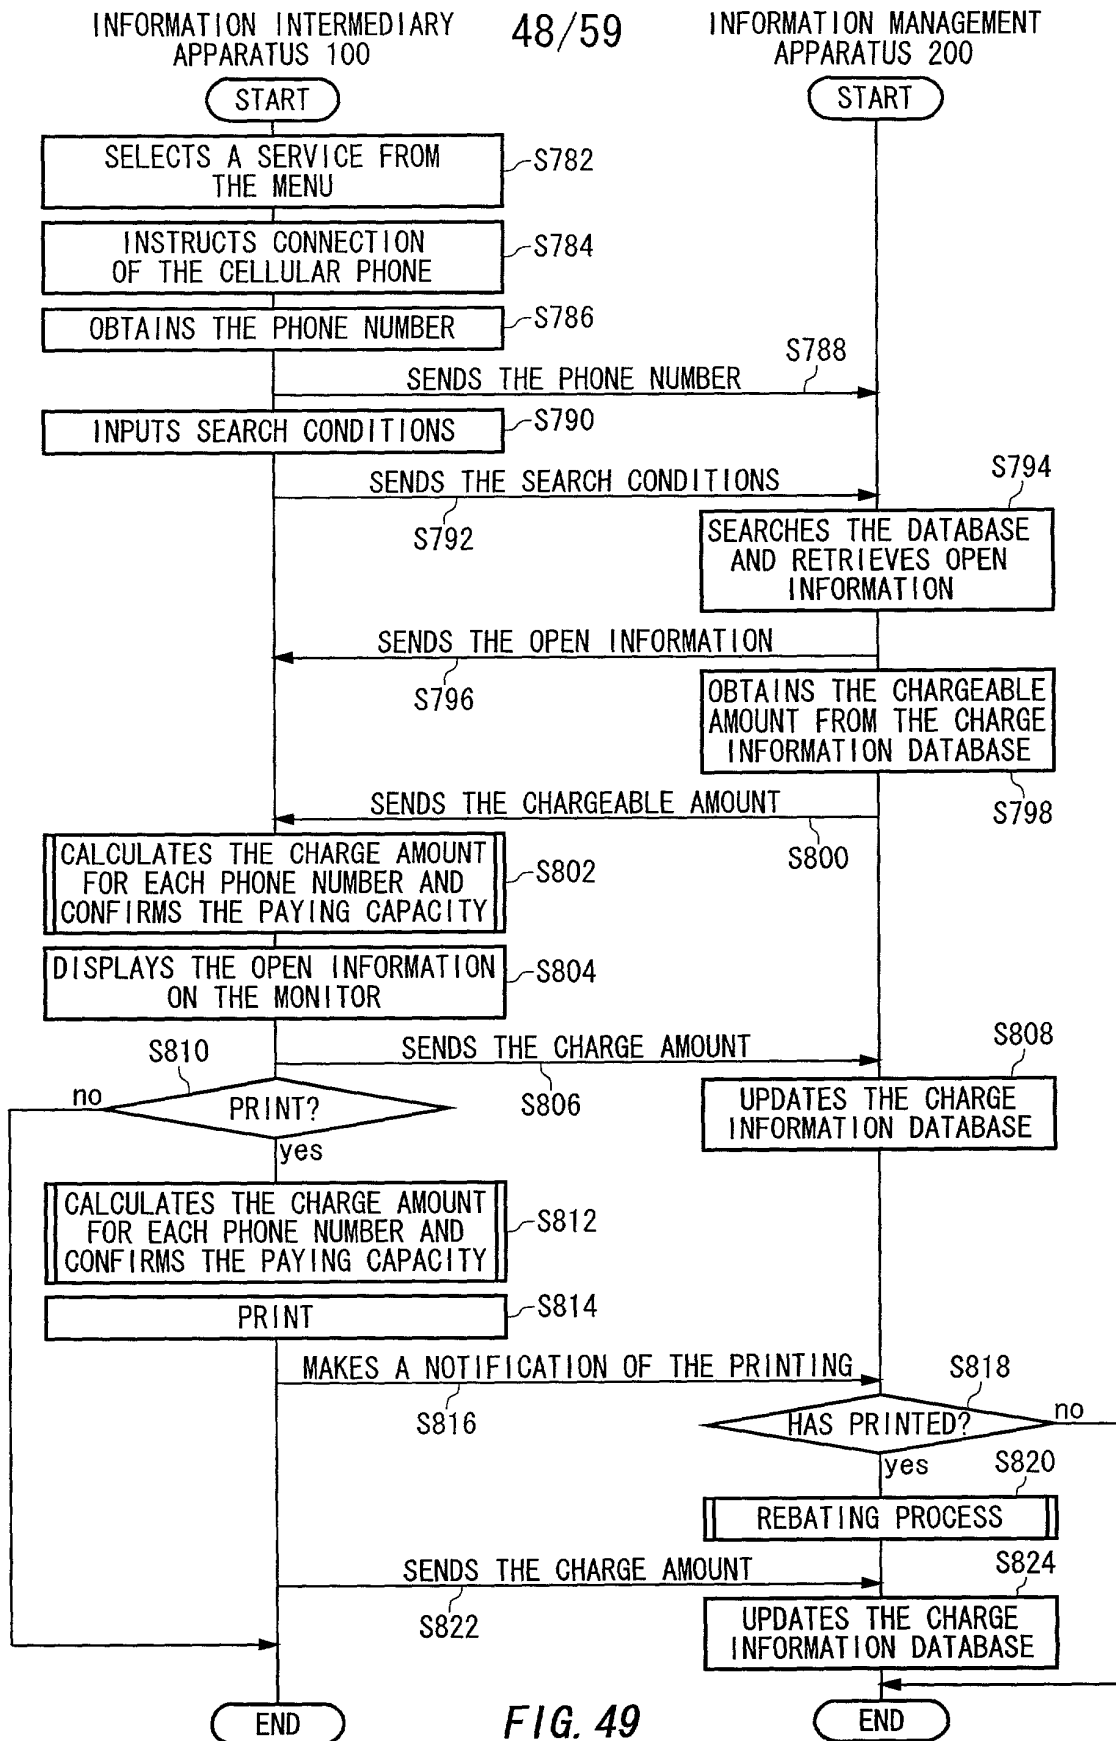 INFORMATION INTERMEDIARY
APPARATUS 100
48/59
INFORMATION MANAGEMENT
APPARATUS 200
START
START
SELECTS A SERVICE FROM
THE MENU
S782
INSTRUCTS CONNECTION
OF THE CELLULAR PHONE
S784
OBTAINS THE PHONE NUMBER
S786
SENDS THE PHONE NUMBER
S788
INPUTS SEARCH CONDITIONS
S790
SENDS THE SEARCH CONDITIONS
S792
S794
SEARCHES THE DATABASE
AND RETRIEVES OPEN
INFORMATION
SENDS THE OPEN INFORMATION
S796
OBTAINS THE CHARGEABLE
AMOUNT FROM THE CHARGE
INFORMATION DATABASE
S798
SENDS THE CHARGEABLE AMOUNT
S800
CALCULATES THE CHARGE AMOUNT
FOR EACH PHONE NUMBER AND
CONFIRMS THE PAYING CAPACITY
S802
DISPLAYS THE OPEN INFORMATION
ON THE MONITOR
S804
SENDS THE CHARGE AMOUNT
S806
S808
UPDATES THE CHARGE
INFORMATION DATABASE
S810
no
PRINT?
yes
CALCULATES THE CHARGE AMOUNT
FOR EACH PHONE NUMBER AND
CONFIRMS THE PAYING CAPACITY
S812
PRINT
S814
MAKES A NOTIFICATION OF THE PRINTING
S816
S818
HAS PRINTED?
no
yes
S820
REBATING PROCESS
SENDS THE CHARGE AMOUNT
S822
S824
UPDATES THE CHARGE
INFORMATION DATABASE
END
FIG. 49
END